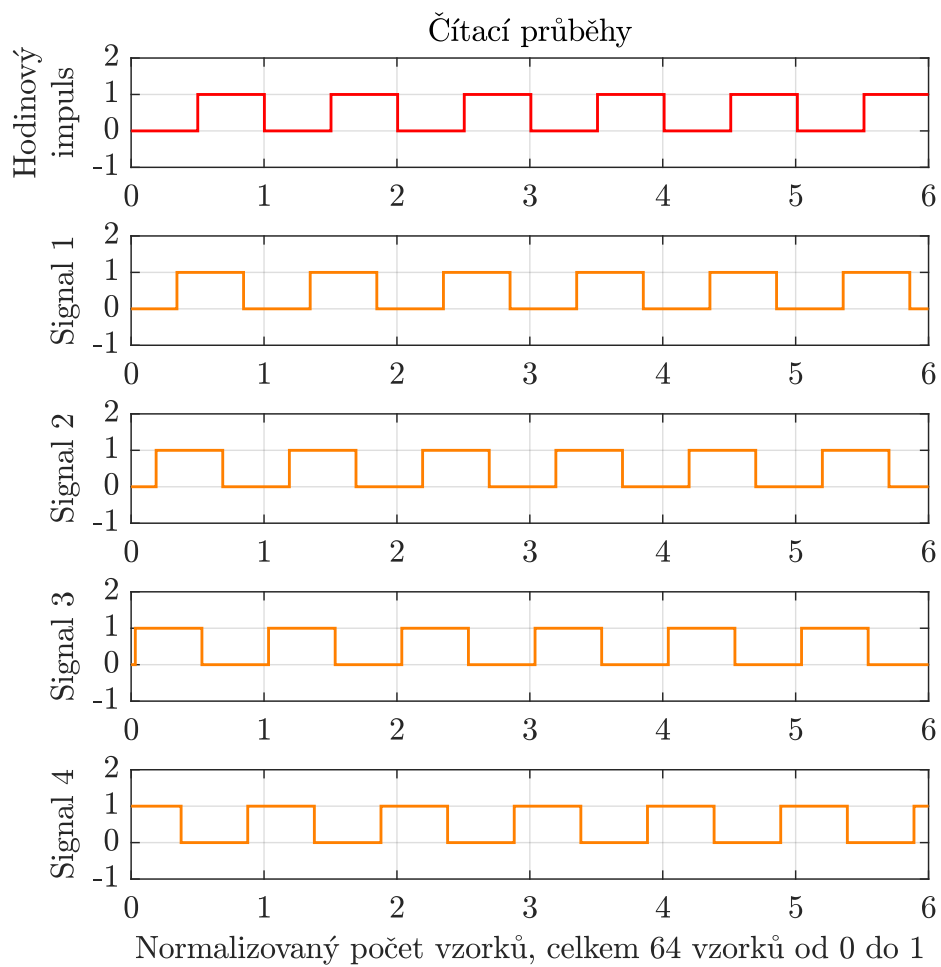 Čítací průběhy
Hodinový
impuls
2
1
0
-1
0 1 2 3 4 5 6
Signal 1
2
1
0
-1
0 1 2 3 4 5 6
Signal 2
2
1
0
-1
0 1 2 3 4 5 6
Signal 3
2
1
0
-1
0 1 2 3 4 5 6
Signal 4
2
1
0
-1
0 1 2 3 4 5 6
Normalizovaný počet vzorků, celkem 64 vzorků od 0 do 1